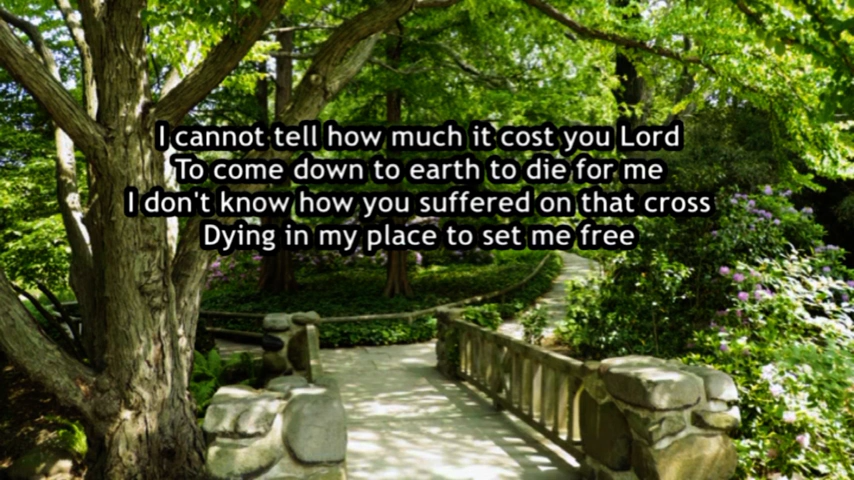 I cannot tell how much it cost you Lord
To come down to earth to die for me
I don't know how you suffered on that cross
Dying in my place to set me free